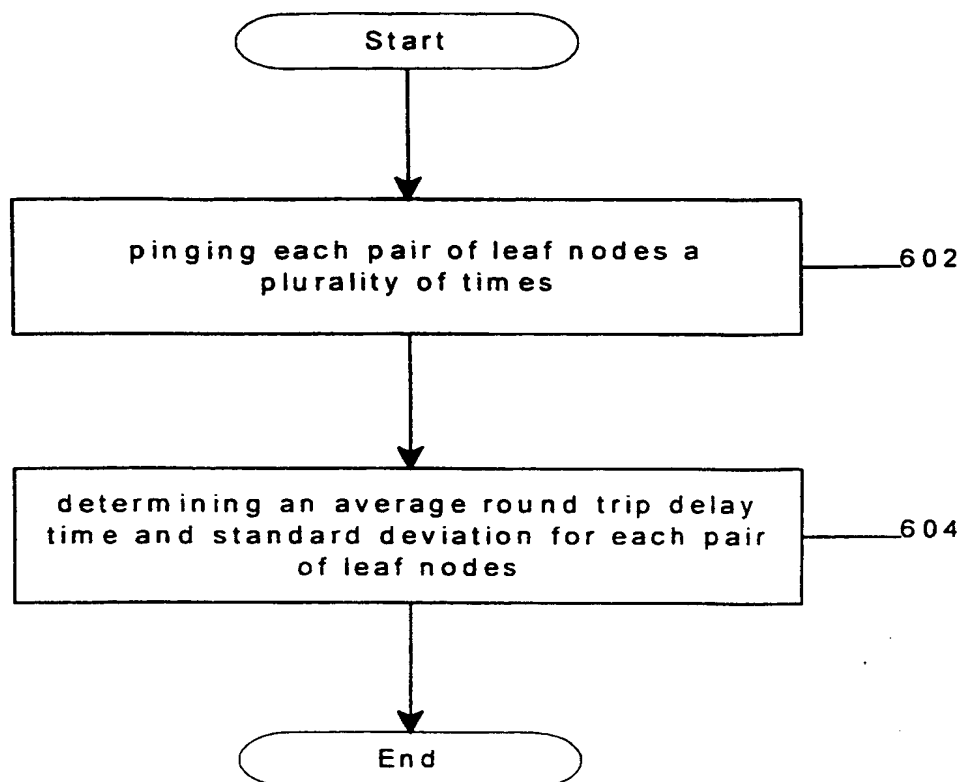 Start
pinging each pair of leaf nodes a
plurality of times
602
determining an average round trip delay
time and standard deviation for each pair
of leaf nodes
604
End